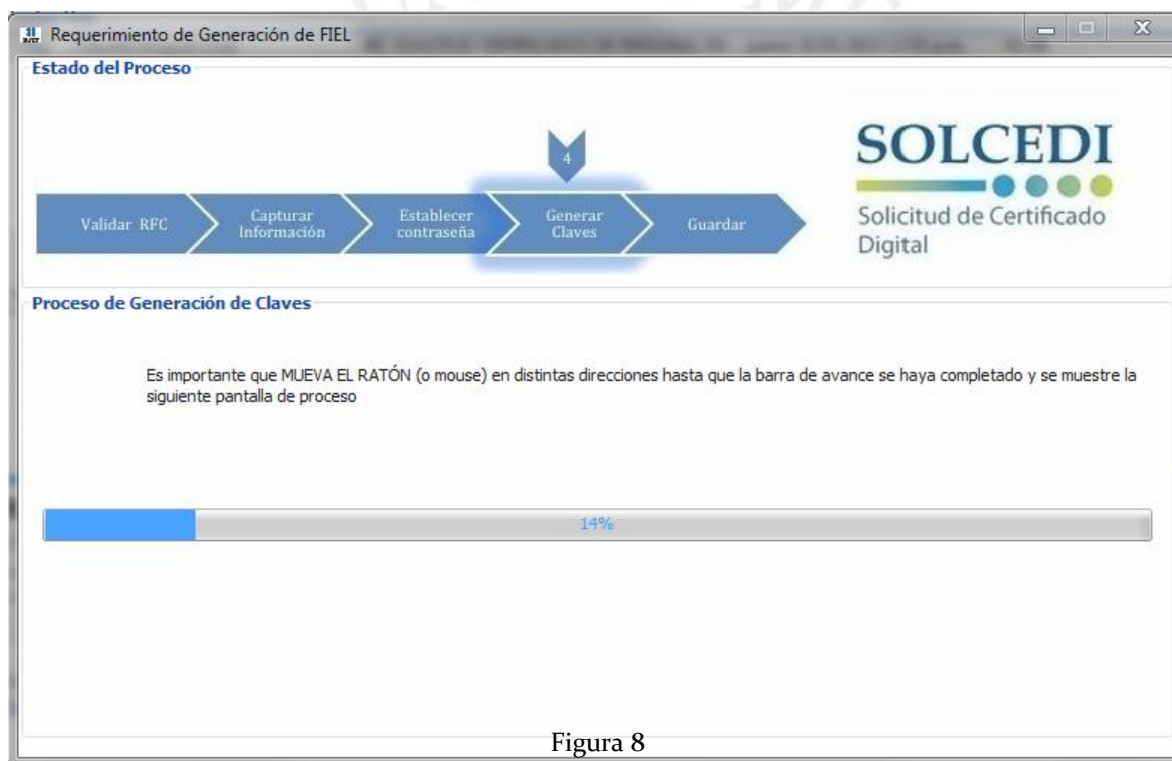 Requerimiento de Generación de FIEL
Estado del Proceso
4
Validar RFC
Capturar
Información
Establecer
contraseña
Generar
Claves
Guardar
SOLCEDI
Solicitud de Certificado
Digital
Proceso de Generación de Claves
Es importante que MUEVA EL RATÓN (o mouse) en distintas direcciones hasta que la barra de avance se haya completado y se muestre la
siguiente pantalla de proceso
14%
Figura 8